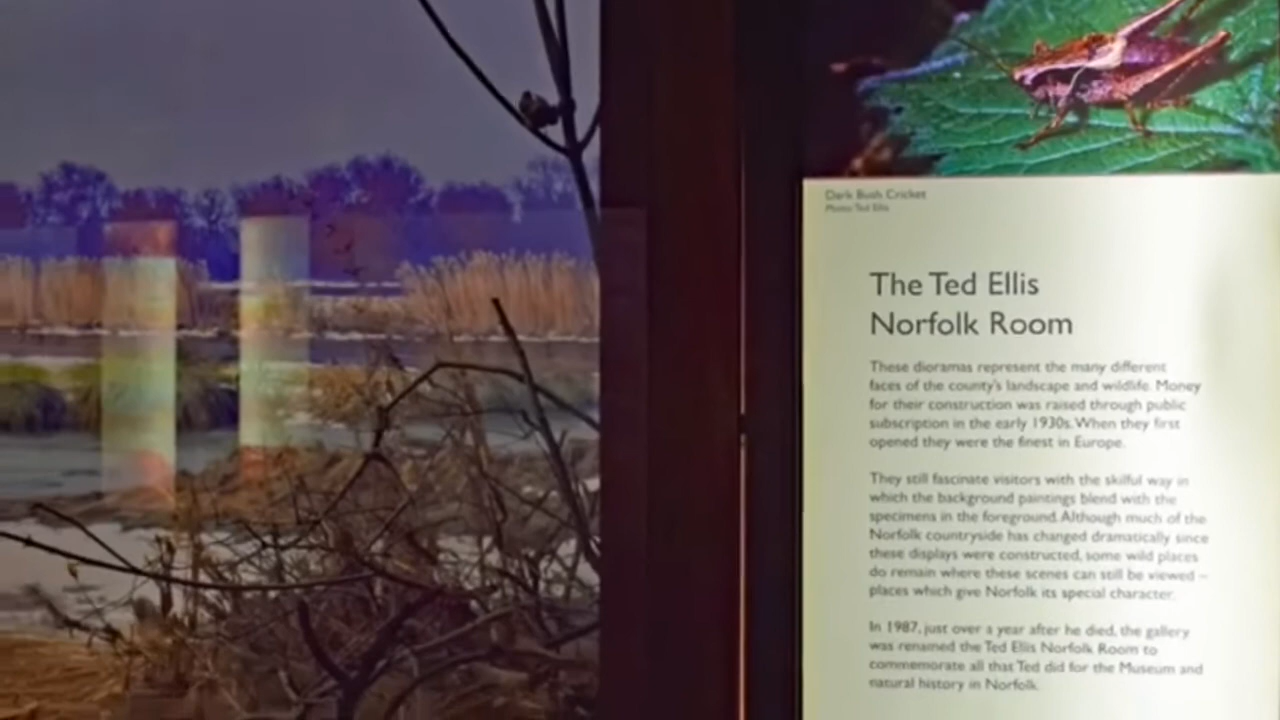 Dark Bush Cricket
Photo: Ted Ellis
The Ted Ellis
Norfolk Room
These dioramas represent the many different
faces of the county's landscape and wildlife. Money
for their construction was raised through public
subscription in the early 1930s. When they first
opened they were the finest in Europe.
They still fascinate visitors with the skilful way in
which the background paintings blend with the
specimens in the foreground. Although much of the
Norfolk countryside has changed dramatically since
these displays were constructed, some wild places
do remain where these scenes can still be viewed –
places which give Norfolk its special character.
In 1987, just over a year after he died, the gallery
was renamed the Ted Ellis Norfolk Room to
commemorate all that Ted did for the Museum and
natural history in Norfolk.